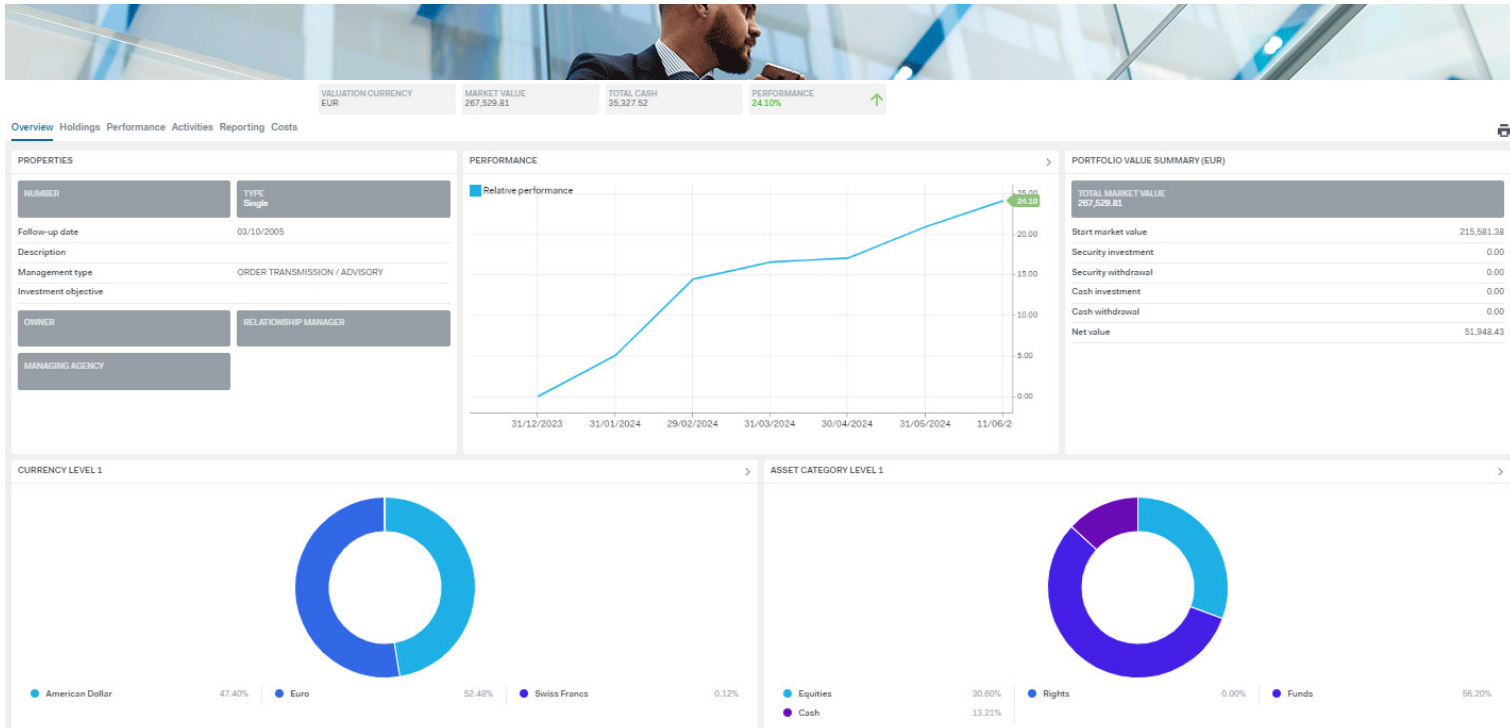 VALUATION CURRENCY
EUR
MARKET VALUE
267,529.81
TOTAL CASH
35,327.52
PERFORMANCE
24.10%
Overview Holdings Performance Activities Reporting Costs
PROPERTIES
NUMBER
TYPE
Single
Follow-up date 03/10/2005
Description
Management type ORDER TRANSMISSION / ADVISORY
Investment objective
OWNER
RELATIONSHIP MANAGER
MANAGING AGENCY
PERFORMANCE
Relative performance
25.00
24.10
20.00
15.00
10.00
5.00
0.00
31/12/2023 31/01/2024 29/02/2024 31/03/2024 30/04/2024 31/05/2024 11/06/2
PORTFOLIO VALUE SUMMARY (EUR)
TOTAL MARKET VALUE
267,529.81
Start market value 215,581.38
Security investment 0.00
Security withdrawal 0.00
Cash investment 0.00
Cash withdrawal 0.00
Net value 51,948.43
CURRENCY LEVEL 1
American Dollar 47.40% Euro 52.48% Swiss Francs 0.12%
ASSET CATEGORY LEVEL 1
Equities 30.60% Rights 0.00% Funds 56.20%
Cash 13.21%